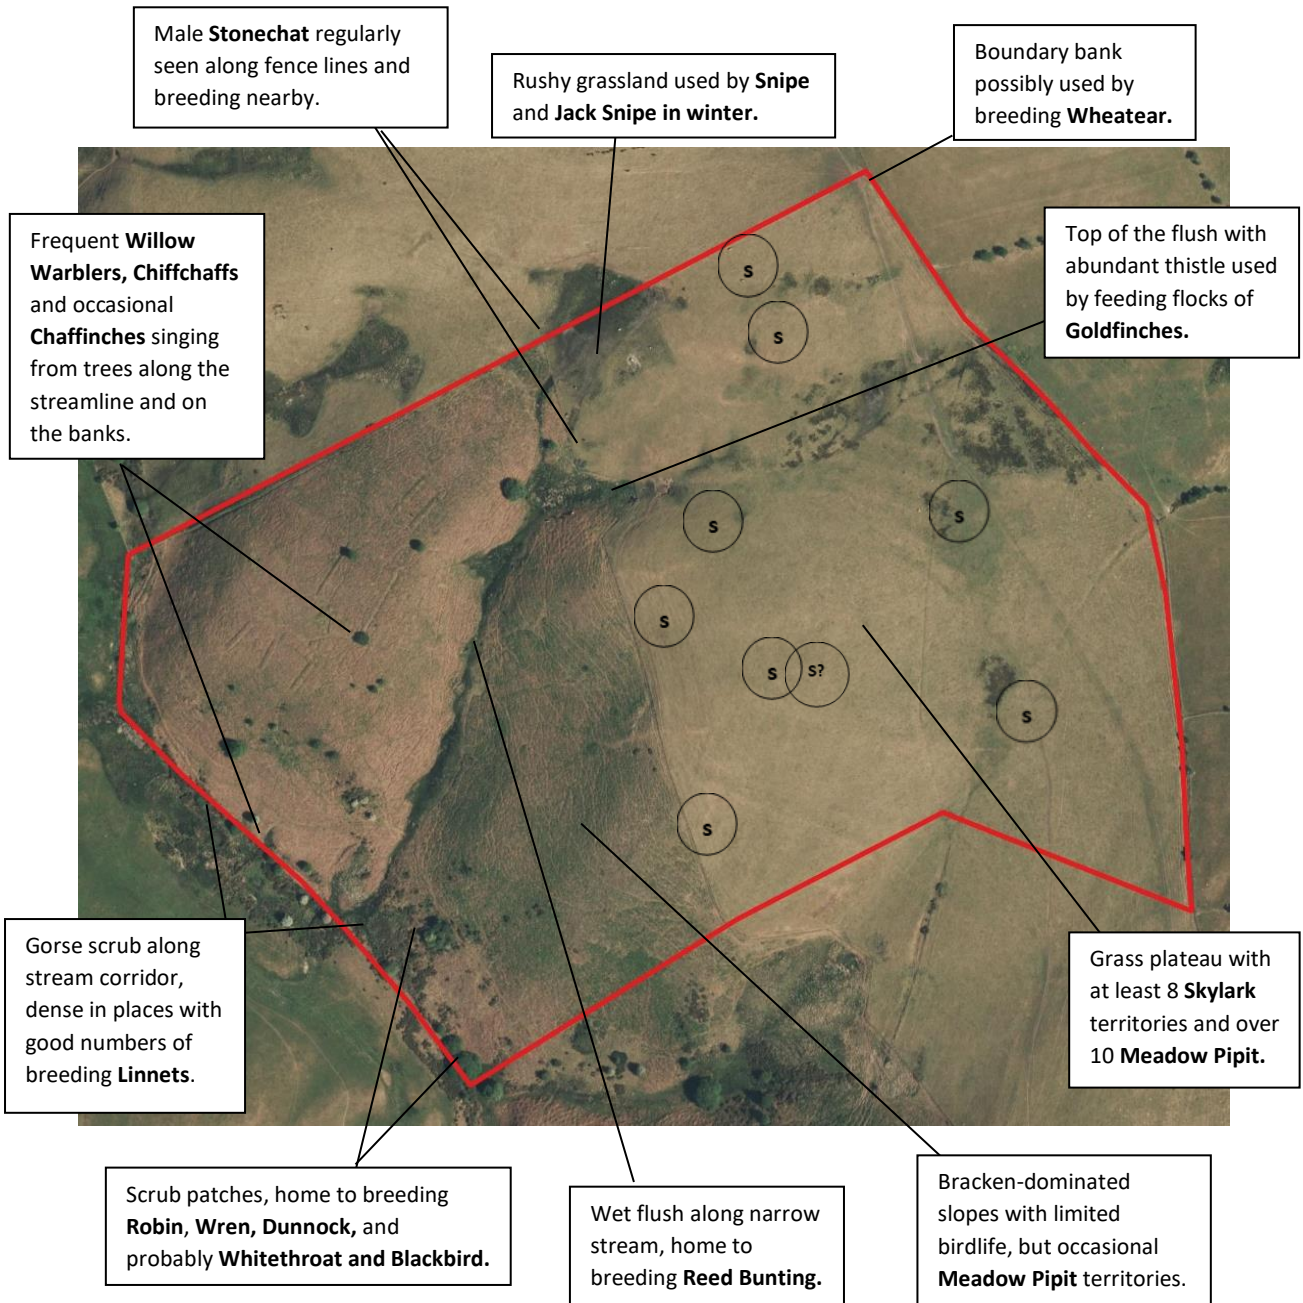 Male Stonechat regularly
seen along fence lines and
breeding nearby.
Rushy grassland used by Snipe
and Jack Snipe in winter.
Boundary bank
possibly used by
breeding Wheatear.
Frequent Willow
Warblers, Chiffchaffs
and occasional
Chaffinches singing
from trees along the
streamline and on
the banks.
Top of the flush with
abundant thistle used
by feeding flocks of
Goldfinches.
S
S
S
S
S
S
S?
S
S
Gorse scrub along
stream corridor,
dense in places with
good numbers of
breeding Linnets.
Grass plateau with
at least 8 Skylark
territories and over
10 Meadow Pipit.
Scrub patches, home to breeding
Robin, Wren, Dunnock, and
probably Whitethroat and Blackbird.
Wet flush along narrow
stream, home to
breeding Reed Bunting.
Bracken-dominated
slopes with limited
birdlife, but occasional
Meadow Pipit territories.